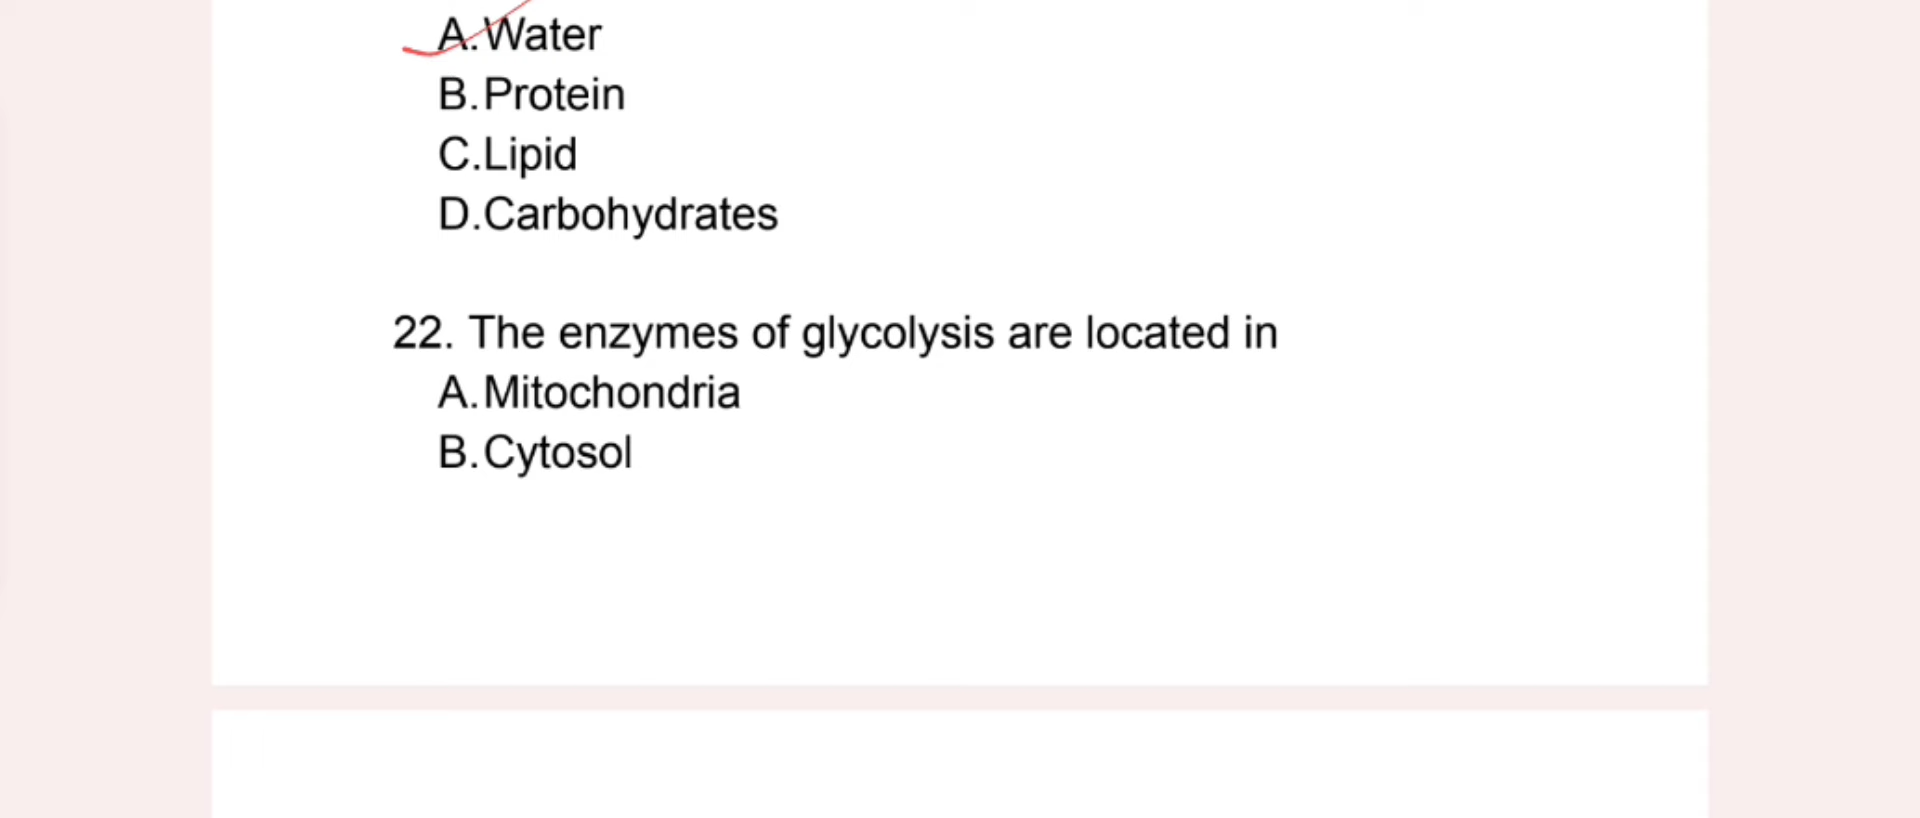 A.Water
B.Protein
C.Lipid
D.Carbohydrates
22. The enzymes of glycolysis are located in
A.Mitochondria
B.Cytosol